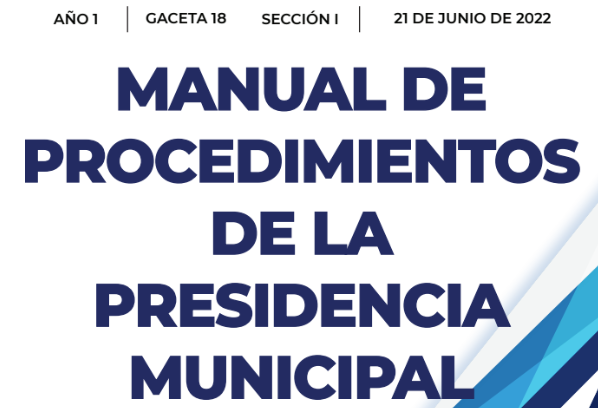 AÑO 1 | GACETA 18 SECCIÓN I | 21 DE JUNIO DE 2022
MANUAL DE
PROCEDIMIENTOS
DE LA
PRESIDENCIA
MUNICIPAL